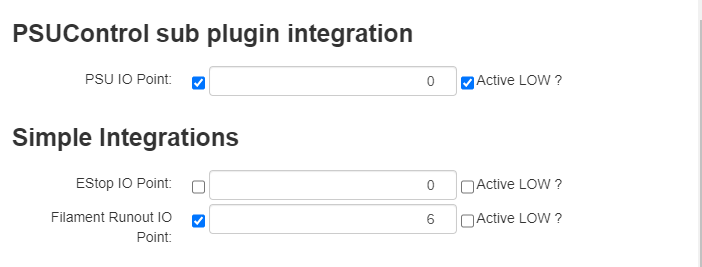 PSUControl sub plugin integration
PSU IO Point: 0 Active LOW ?
Simple Integrations
EStop IO Point: 0 Active LOW ?
Filament Runout IO 6 Active LOW ?
Point: